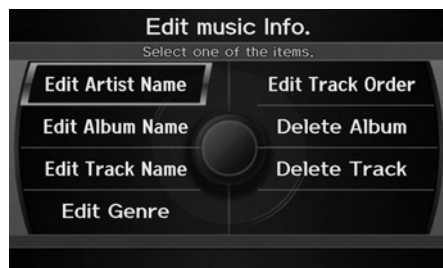 Edit music Info.
Select one of the items.
Edit Artist Name
Edit Track Order
Edit Album Name
Delete Album
Edit Track Name
Delete Track
Edit Genre